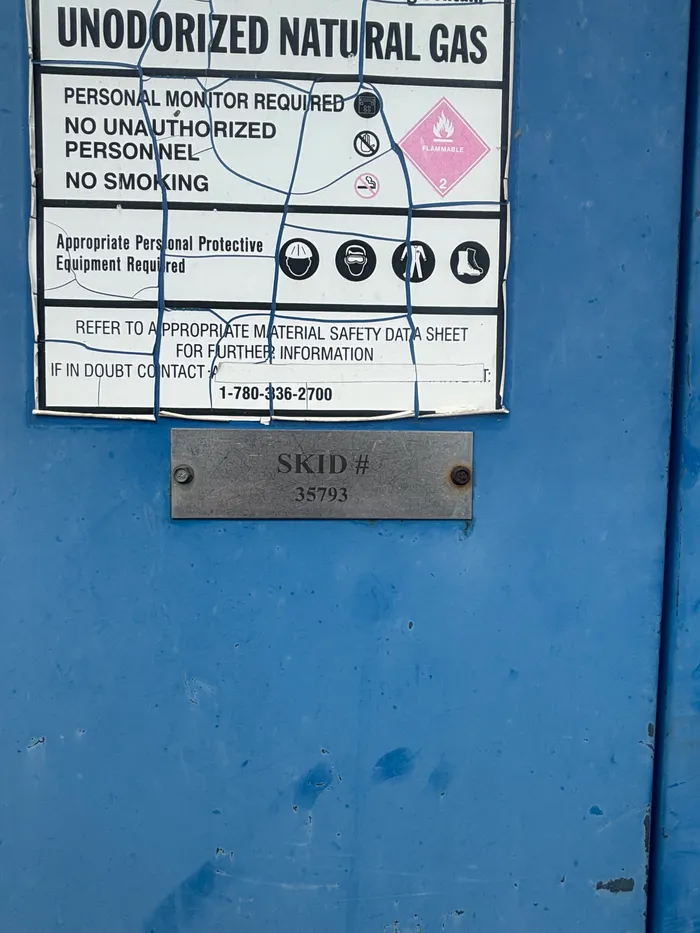 UNODORIZED NATURAL GAS
PERSONAL MONITOR REQUIRED
NO UNAUTHORIZED
PERSONNEL
NO SMOKING
FLAMMABLE
2
Appropriate Personal Protective
Equipment Required
REFER TO APPROPRIATE MATERIAL SAFETY DATA SHEET
FOR FURTHER INFORMATION
IF IN DOUBT CONTACT
1-780-336-2700
SKID #
35793